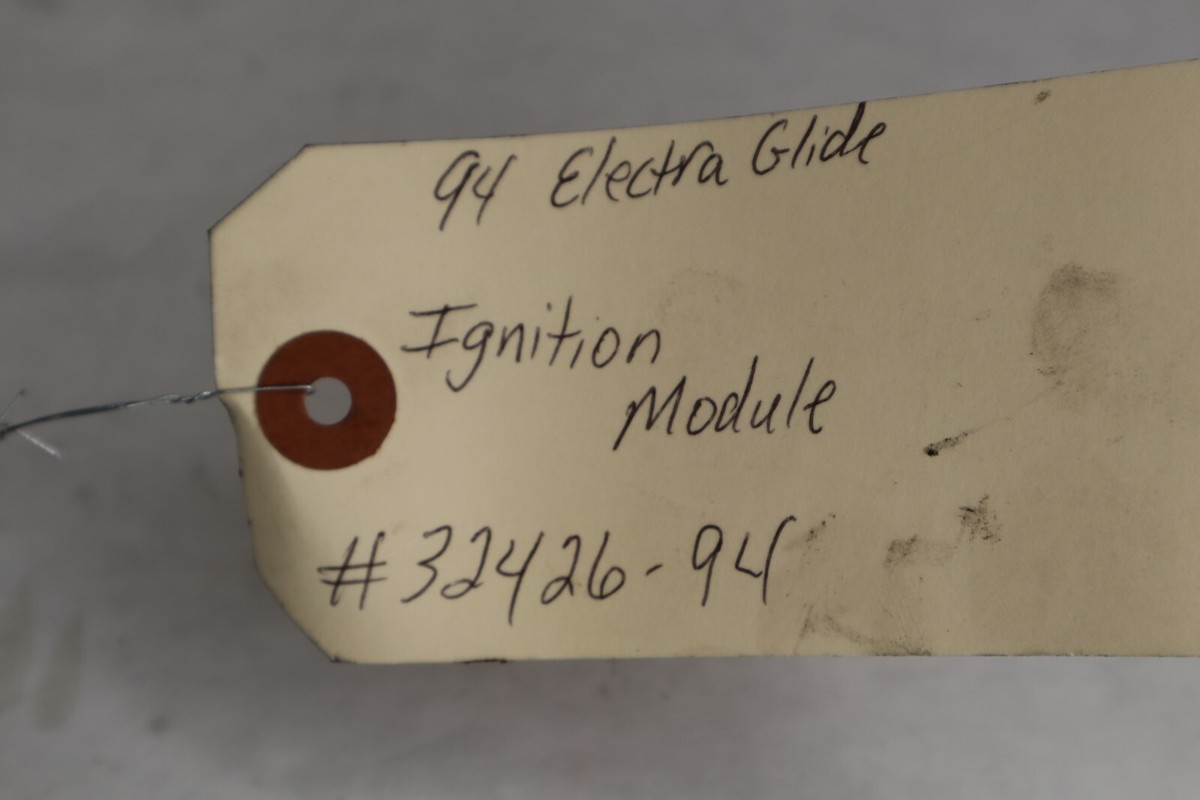 94 Electra Glide
Ignition
Module
#32426-94